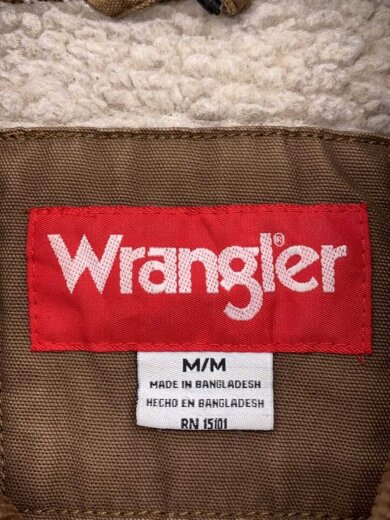 Wrangler®
M/M
MADE IN BANGLADESH
HECHO EN BANGLADESH
RN 15101